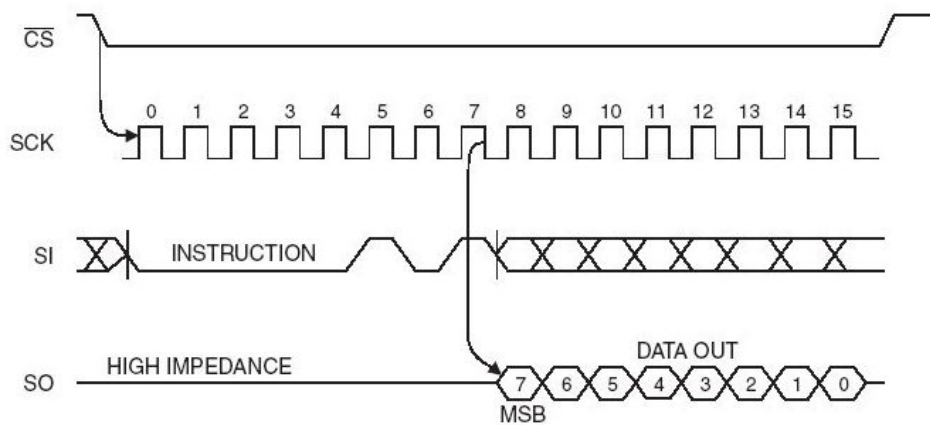 C̅S̅
0 1 2 3 4 5 6 7 8 9 10 11 12 13 14 15
SCK
SI INSTRUCTION
HIGH IMPEDANCE DATA OUT
SO 7 6 5 4 3 2 1 0
MSB